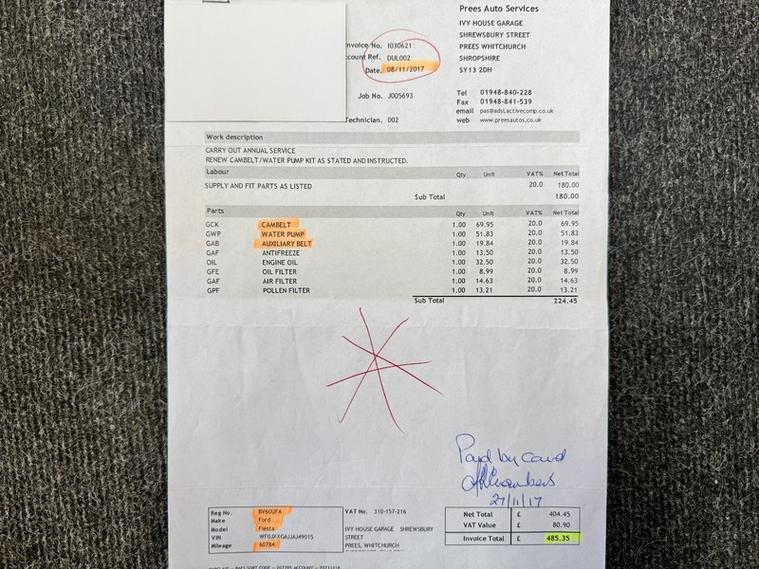 Prees Auto Services
IVY HOUSE GARAGE
SHREWSBURY STREET
PREES WHITCHURCH
SHROPSHIRE
SY13 2DH
Invoice No. I030621
count Ref. DUL002
Date. 08/11/2017
Job No. J005693
Technician. 002
Tel 01948-840-228
Fax 01948-841-539
email pas@adsl.activecomp.co.uk
web www.preesautos.co.uk
Work description
CARRY OUT ANNUAL SERVICE
RENEW CAMBELT/WATER PUMP KIT AS STATED AND INSTRUCTED.
Labour Qty Unit VAT% Net Total
SUPPLY AND FIT PARTS AS LISTED 20.0 180.00
Sub Total 180.00
Parts Qty Unit VAT% Net Total
GCK CAMBELT 1.00 69.95 20.0 69.95
GWP WATER PUMP 1.00 51.83 20.0 51.83
GAB AUXILIARY BELT 1.00 19.84 20.0 19.84
GAF ANTIFREEZE 1.00 13.50 20.0 13.50
OIL ENGINE OIL 1.00 32.50 20.0 32.50
GFE OIL FILTER 1.00 8.99 20.0 8.99
GAF AIR FILTER 1.00 14.63 20.0 14.63
GPF POLLEN FILTER 1.00 13.21 20.0 13.21
Sub Total 224.45
Paid by card
27/11/17
Reg No. BV60UFA
Make Ford
Model Fiesta
VIN WF0JXXGAJJAJ49015
Mileage 60784
VAT No. 310-157-216
IVY HOUSE GARAGE SHREWSBURY
STREET
PREES, WHITCHURCH
Net Total £ 404.45
VAT Value £ 80.90
Invoice Total £ 485.35